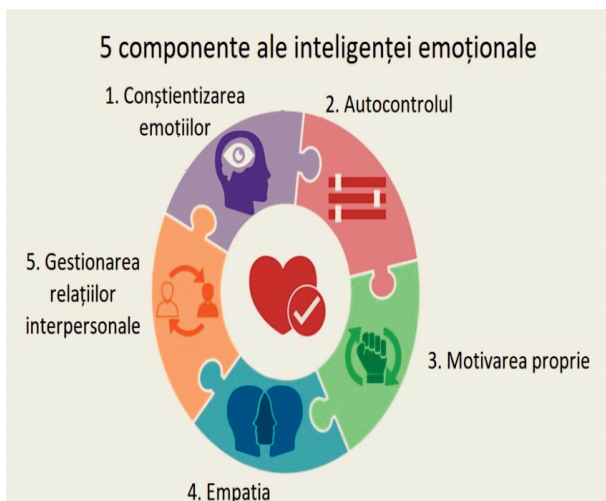 5 componente ale inteligenței emoționale
1. Conștientizarea
emoțiilor
2. Autocontrolul
3. Motivarea proprie
4. Empatia
5. Gestionarea
relațiilor
interpersonale